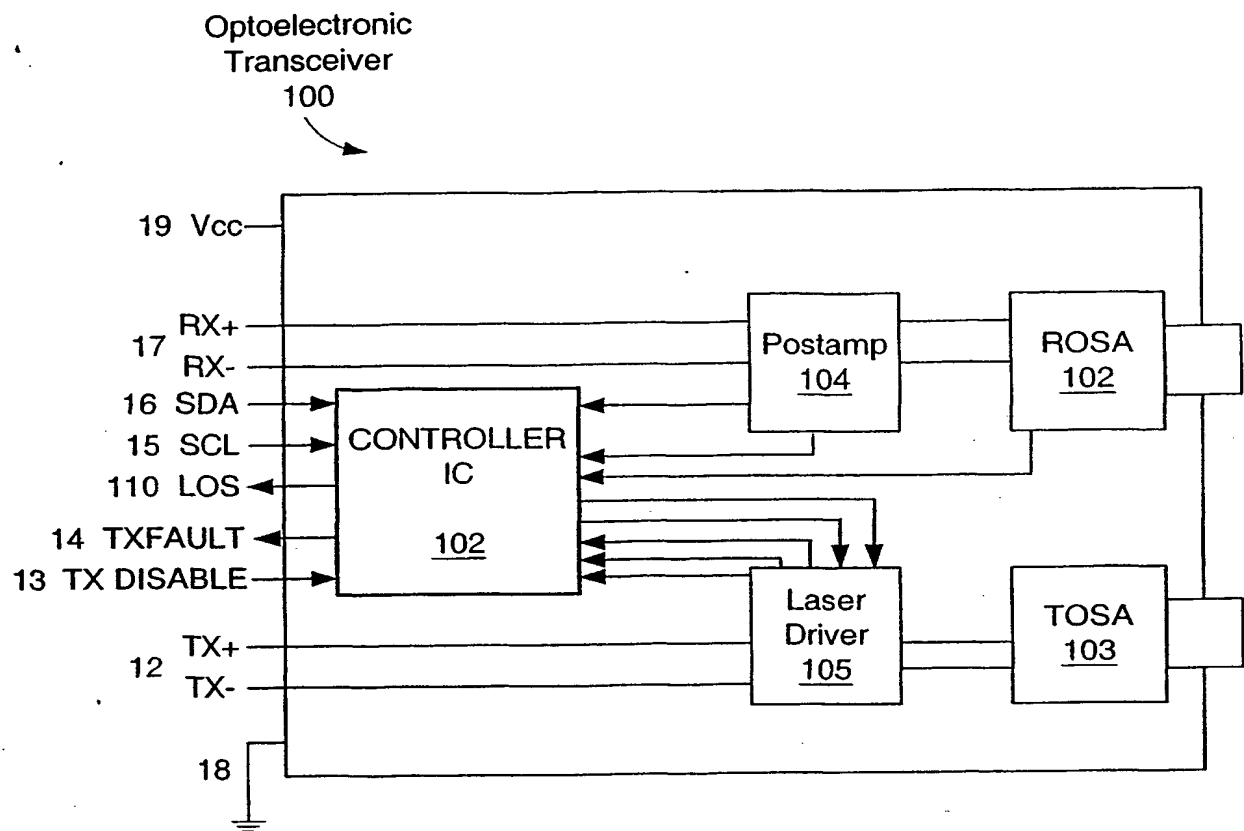 Optoelectronic
Transceiver
100
19 Vcc
17
RX+
RX-
16 SDA
15 SCL
110 LOS
14 TXFAULT
13 TX DISABLE
12
TX+
TX-
18
CONTROLLER
IC
102
Postamp
104
ROSA
102
Laser
Driver
105
TOSA
103